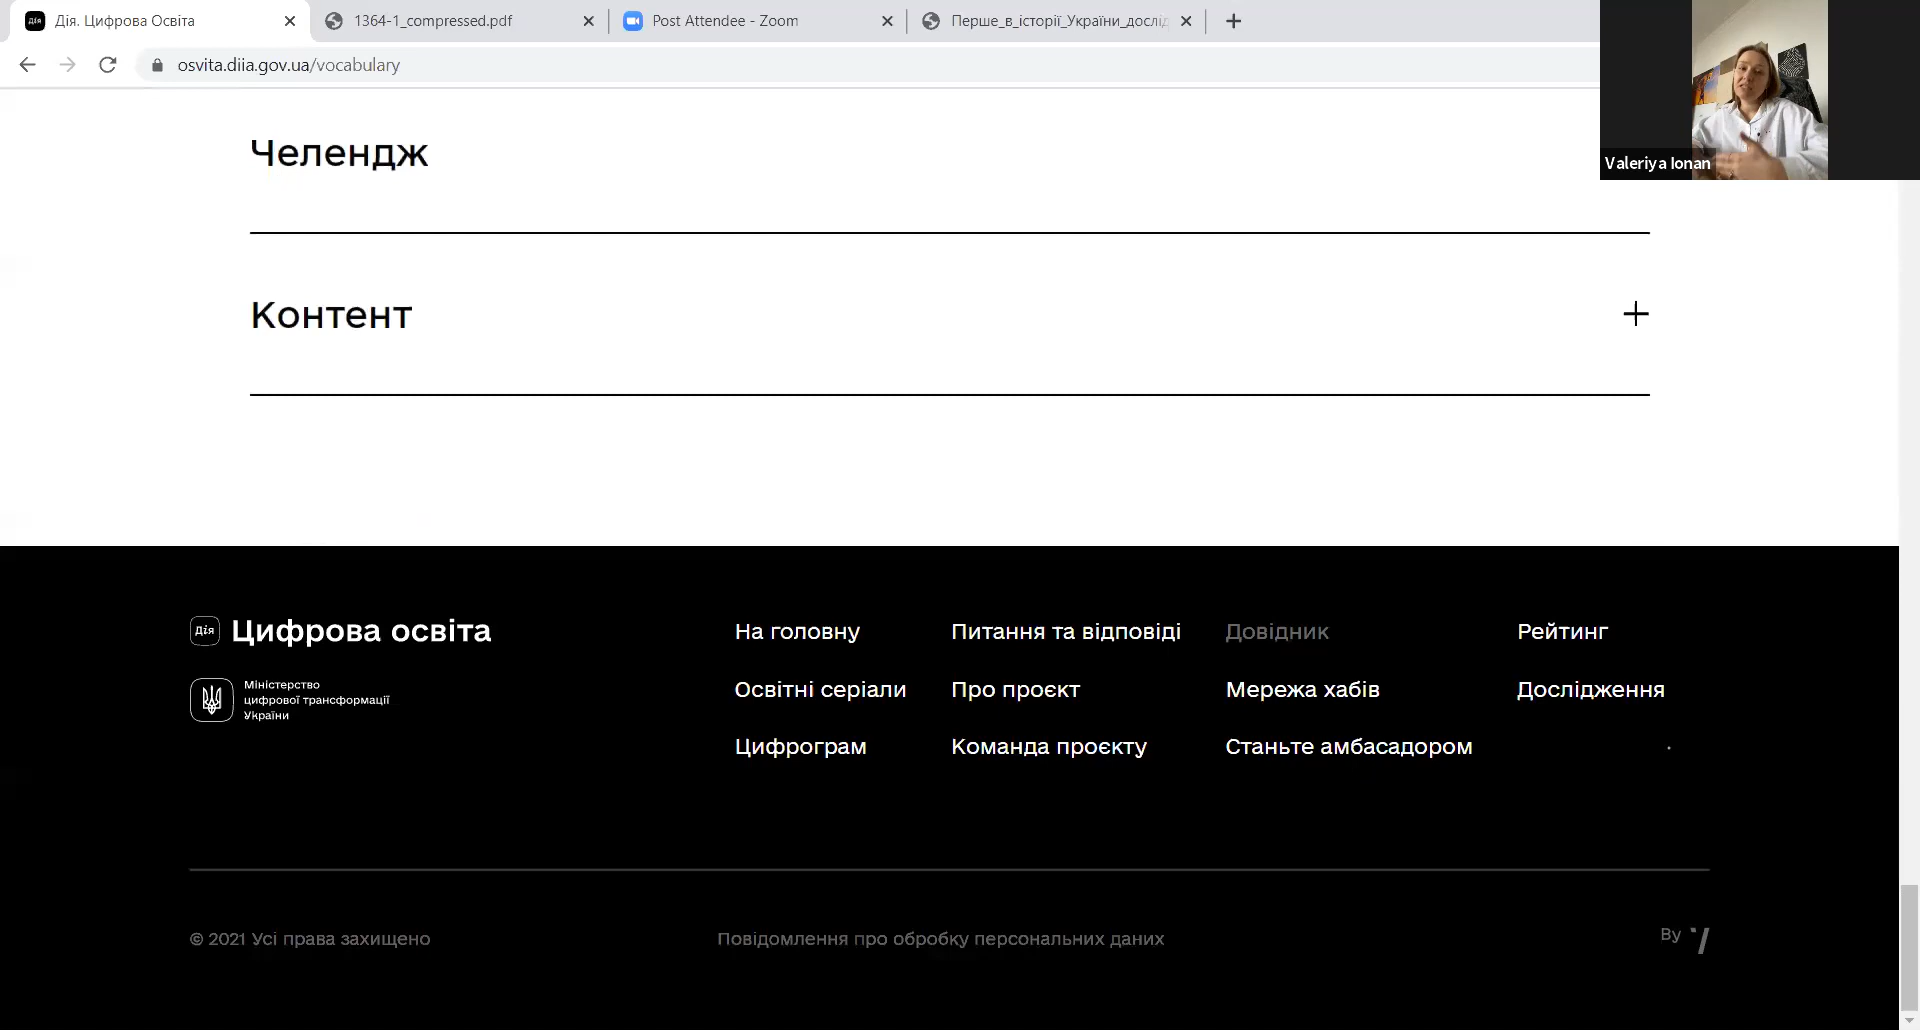 Дія. Цифрова Освіта
1364-1_compressed.pdf
Post Attendee - Zoom
Перше_в_історії_України_дослід
osvita.diia.gov.ua/vocabulary
Valeriya Ionan
Челендж
Контент
Дія Цифрова освіта
Міністерство
цифрової трансформації
України
На головну
Освітні серіали
Цифрограм
Питання та відповіді
Про проєкт
Команда проєкту
Довідник
Мережа хабів
Станьте амбасадором
Рейтинг
Дослідження
© 2021 Усі права захищено
Повідомлення про обробку персональних даних
By